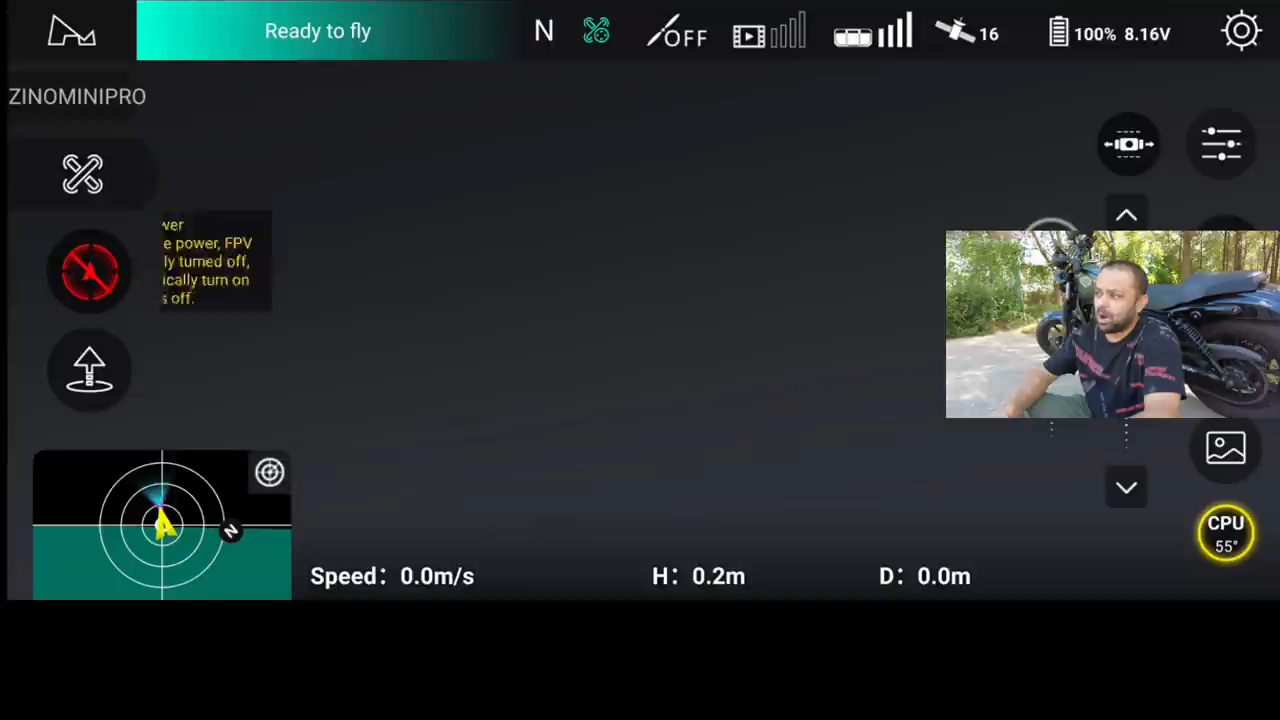 Ready to fly
N
OFF
16
100% 8.16V
ZINOMINIPRO
wer
e power, FPV
ly turned off,
ically turn on
s off.
N
CPU
55°
Speed: 0.0m/s
H: 0.2m
D: 0.0m